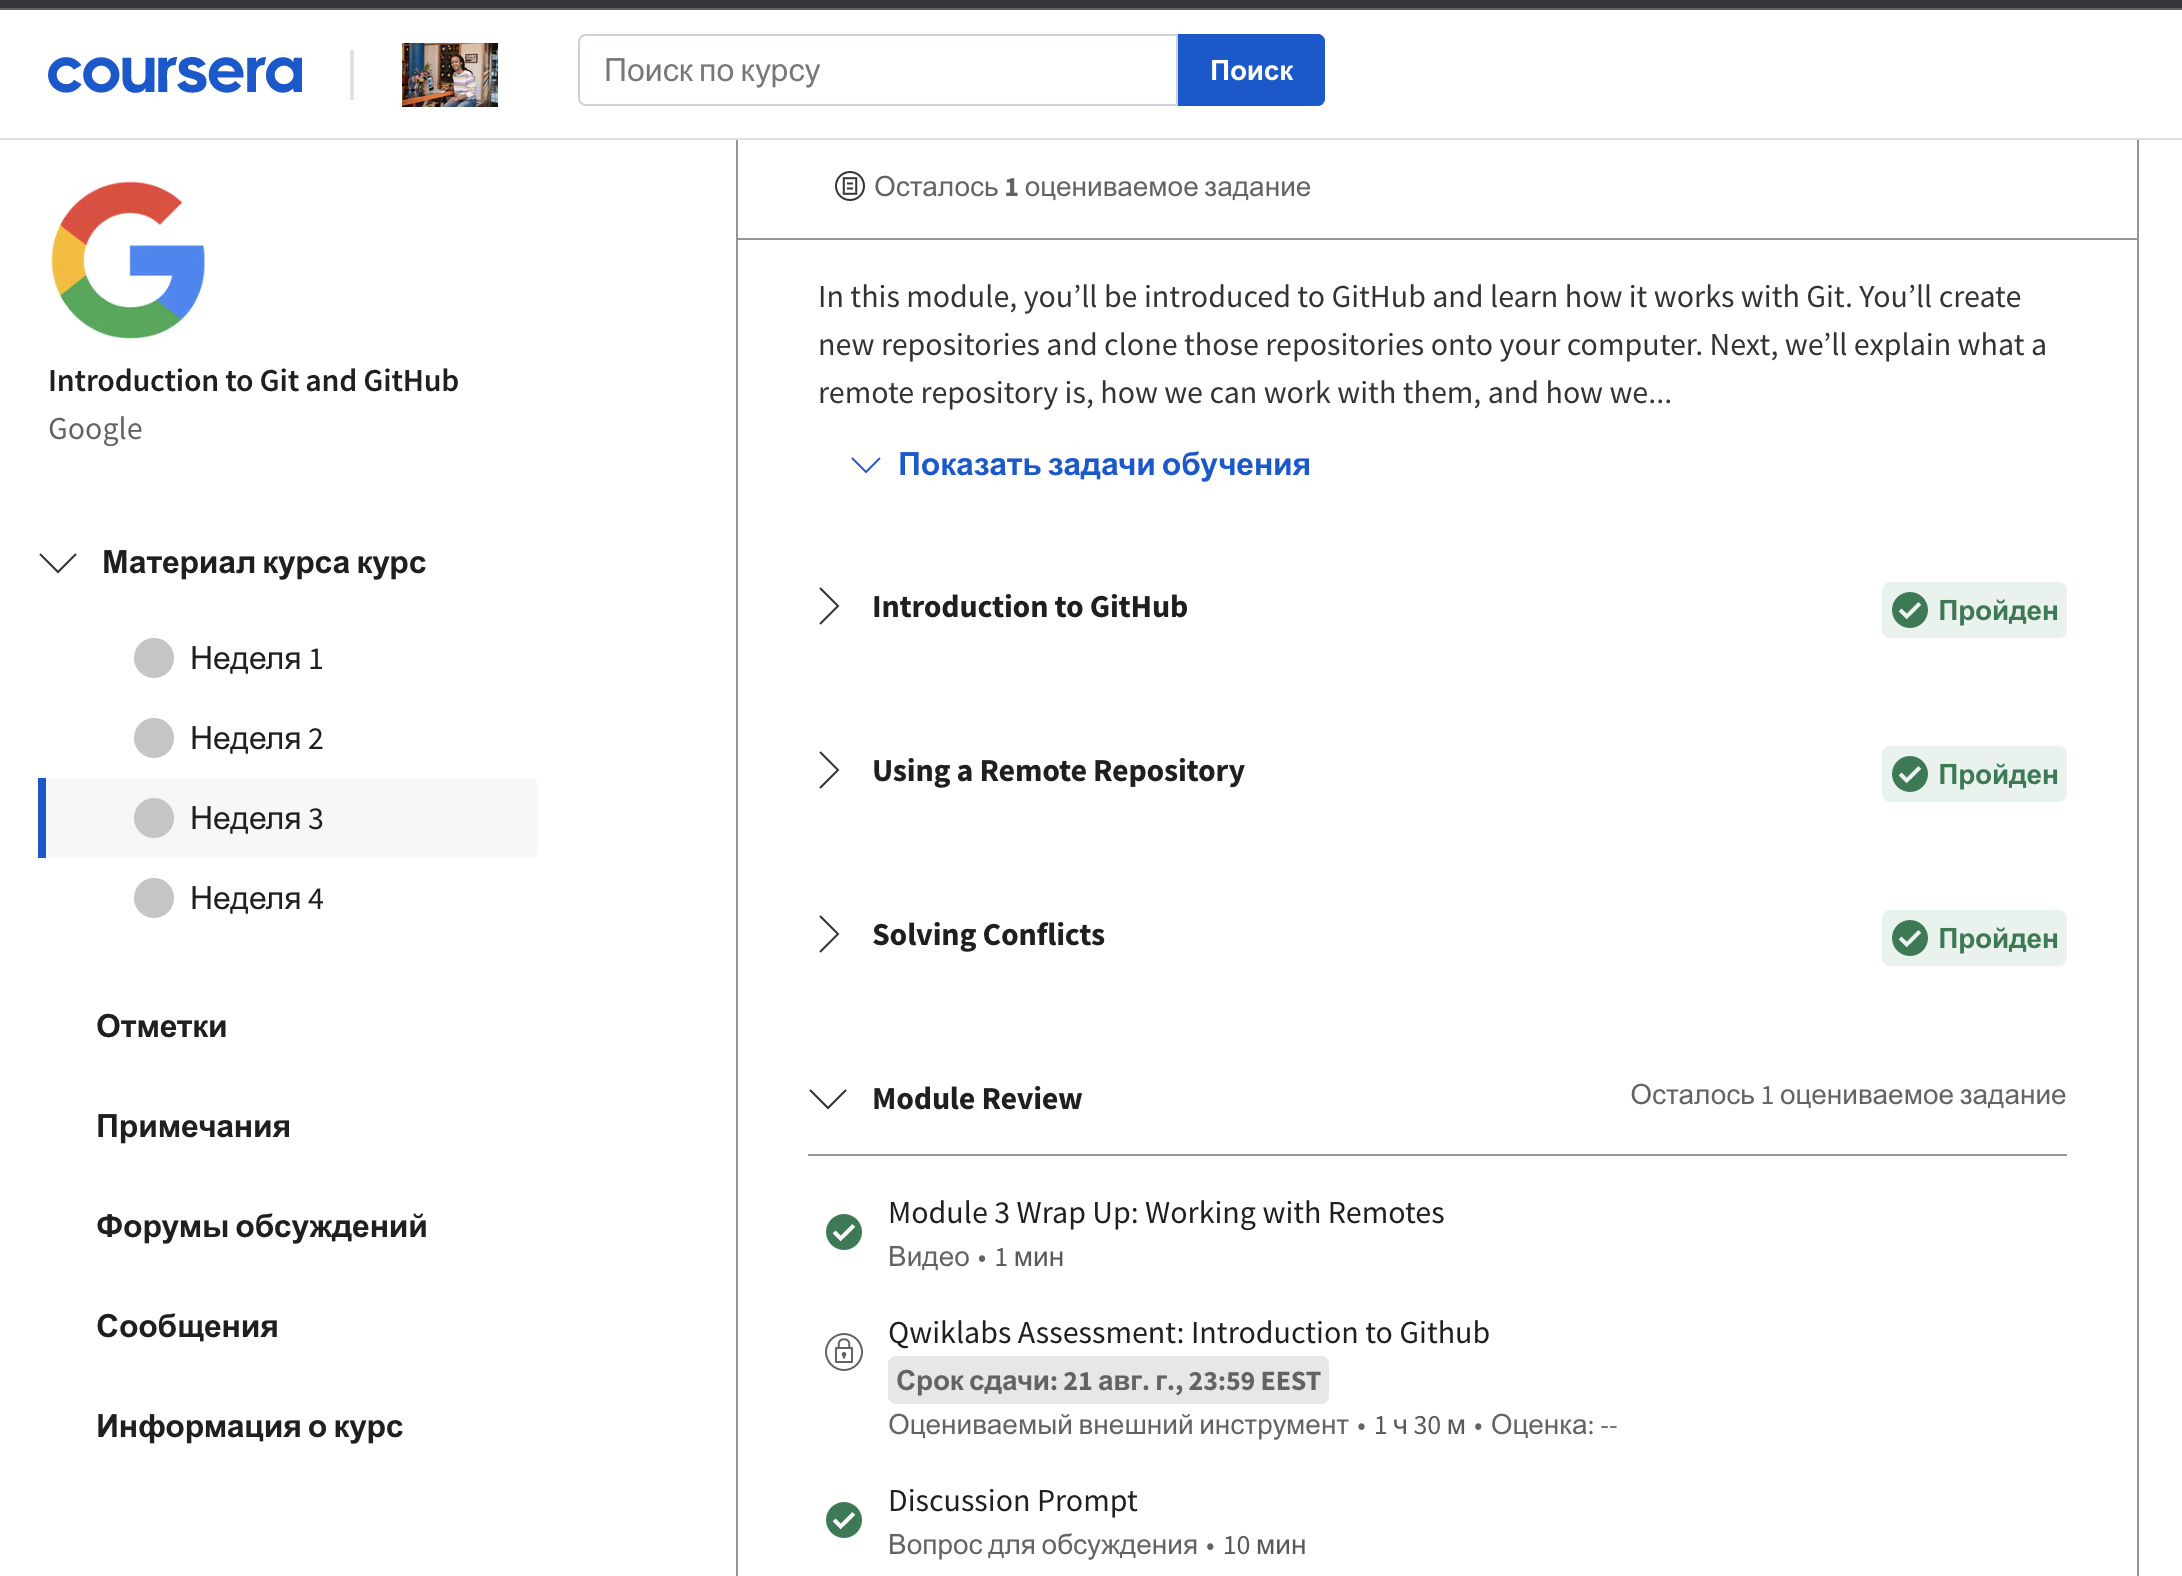 coursera
Поиск по курсу
Поиск
Introduction to Git and GitHub
Google
Материал курса курс
Неделя 1
Неделя 2
Неделя 3
Неделя 4
Отметки
Примечания
Форумы обсуждений
Сообщения
Информация о курс
Осталось 1 оцениваемое задание
In this module, you’ll be introduced to GitHub and learn how it works with Git. You’ll create
new repositories and clone those repositories onto your computer. Next, we’ll explain what a
remote repository is, how we can work with them, and how we...
Показать задачи обучения
Introduction to GitHub
Пройден
Using a Remote Repository
Пройден
Solving Conflicts
Пройден
Module Review
Осталось 1 оцениваемое задание
Module 3 Wrap Up: Working with Remotes
Видео • 1 мин
Qwiklabs Assessment: Introduction to Github
Срок сдачи: 21 авг. г., 23:59 EEST
Оцениваемый внешний инструмент • 1 ч 30 м • Оценка: --
Discussion Prompt
Вопрос для обсуждения • 10 мин